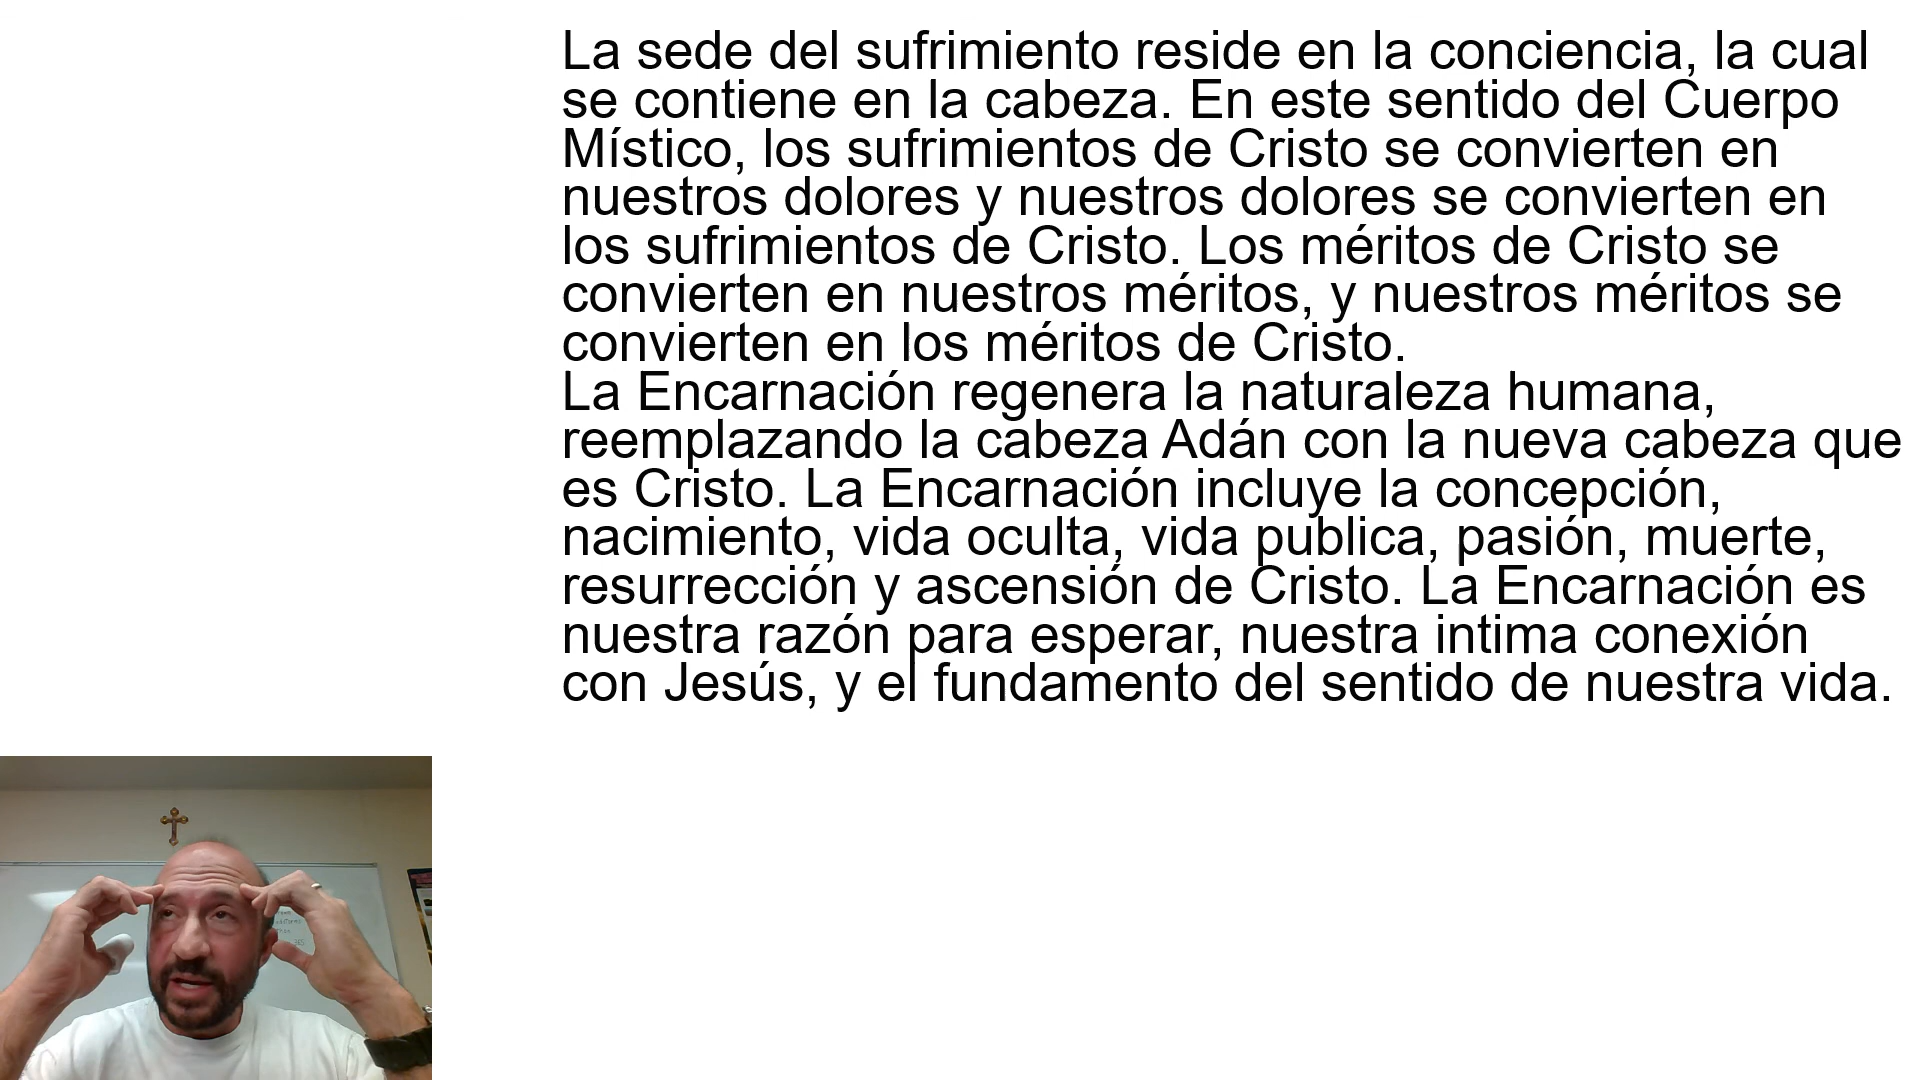 La sede del sufrimiento reside en la conciencia, la cual
se contiene en la cabeza. En este sentido del Cuerpo
Místico, los sufrimientos de Cristo se convierten en
nuestros dolores y nuestros dolores se convierten en
los sufrimientos de Cristo. Los méritos de Cristo se
convierten en nuestros méritos, y nuestros méritos se
convierten en los méritos de Cristo.
La Encarnación regenera la naturaleza humana,
reemplazando la cabeza Adán con la nueva cabeza que
es Cristo. La Encarnación incluye la concepción,
nacimiento, vida oculta, vida publica, pasión, muerte,
resurrección y ascensión de Cristo. La Encarnación es
nuestra razón para esperar, nuestra intima conexión
con Jesús, y el fundamento del sentido de nuestra vida.